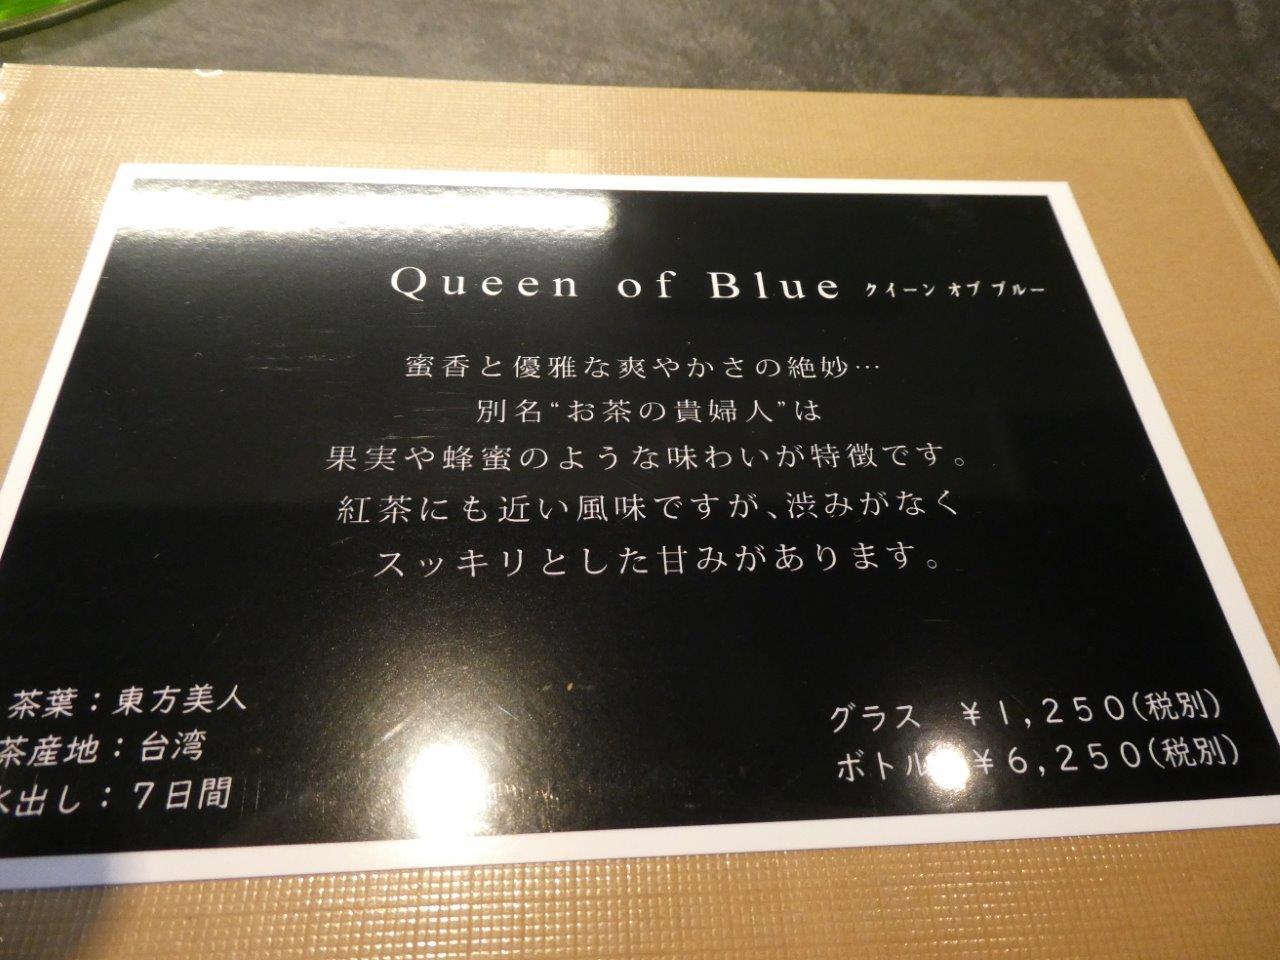 Queen of Blue クイーン オブ ブルー
蜜香と優雅な爽やかさの絶妙…
別名“お茶の貴婦人”は
果実や蜂蜜のような味わいが特徴です。
紅茶にも近い風味ですが、渋みがなく
スッキリとした甘みがあります。
茶葉：東方美人
茶産地：台湾
水出し：７日間
グラス ￥１,２５０(税別)
ボトル ￥６,２５０(税別)